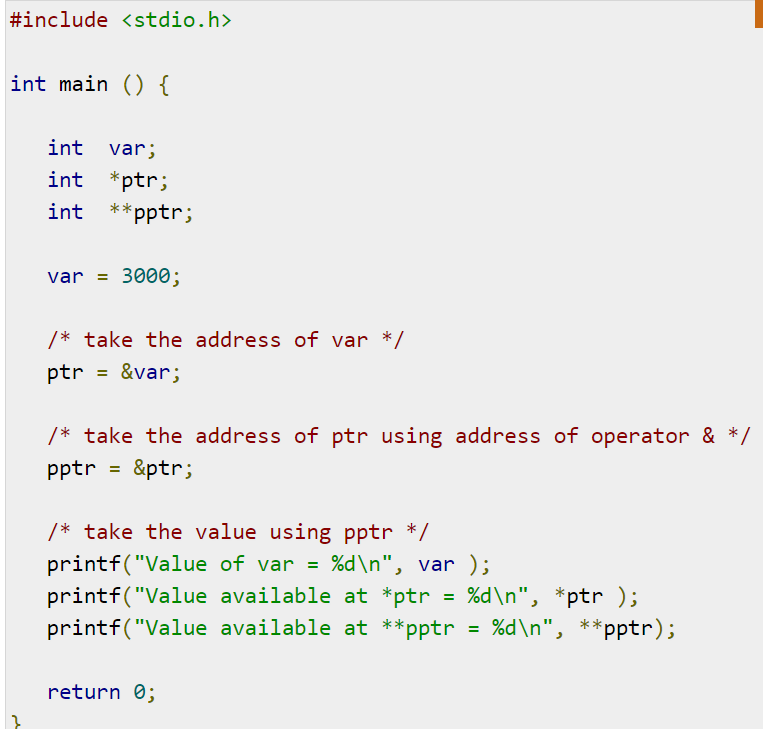 #include <stdio.h>
int main () {
int  var;
int  *ptr;
int  **pptr;
var = 3000;
/* take the address of var */
ptr = &var;
/* take the address of ptr using address of operator & */
pptr = &ptr;
/* take the value using pptr */
printf("Value of var = %d\n", var );
printf("Value available at *ptr = %d\n", *ptr );
printf("Value available at **pptr = %d\n", **pptr);
return 0;
}